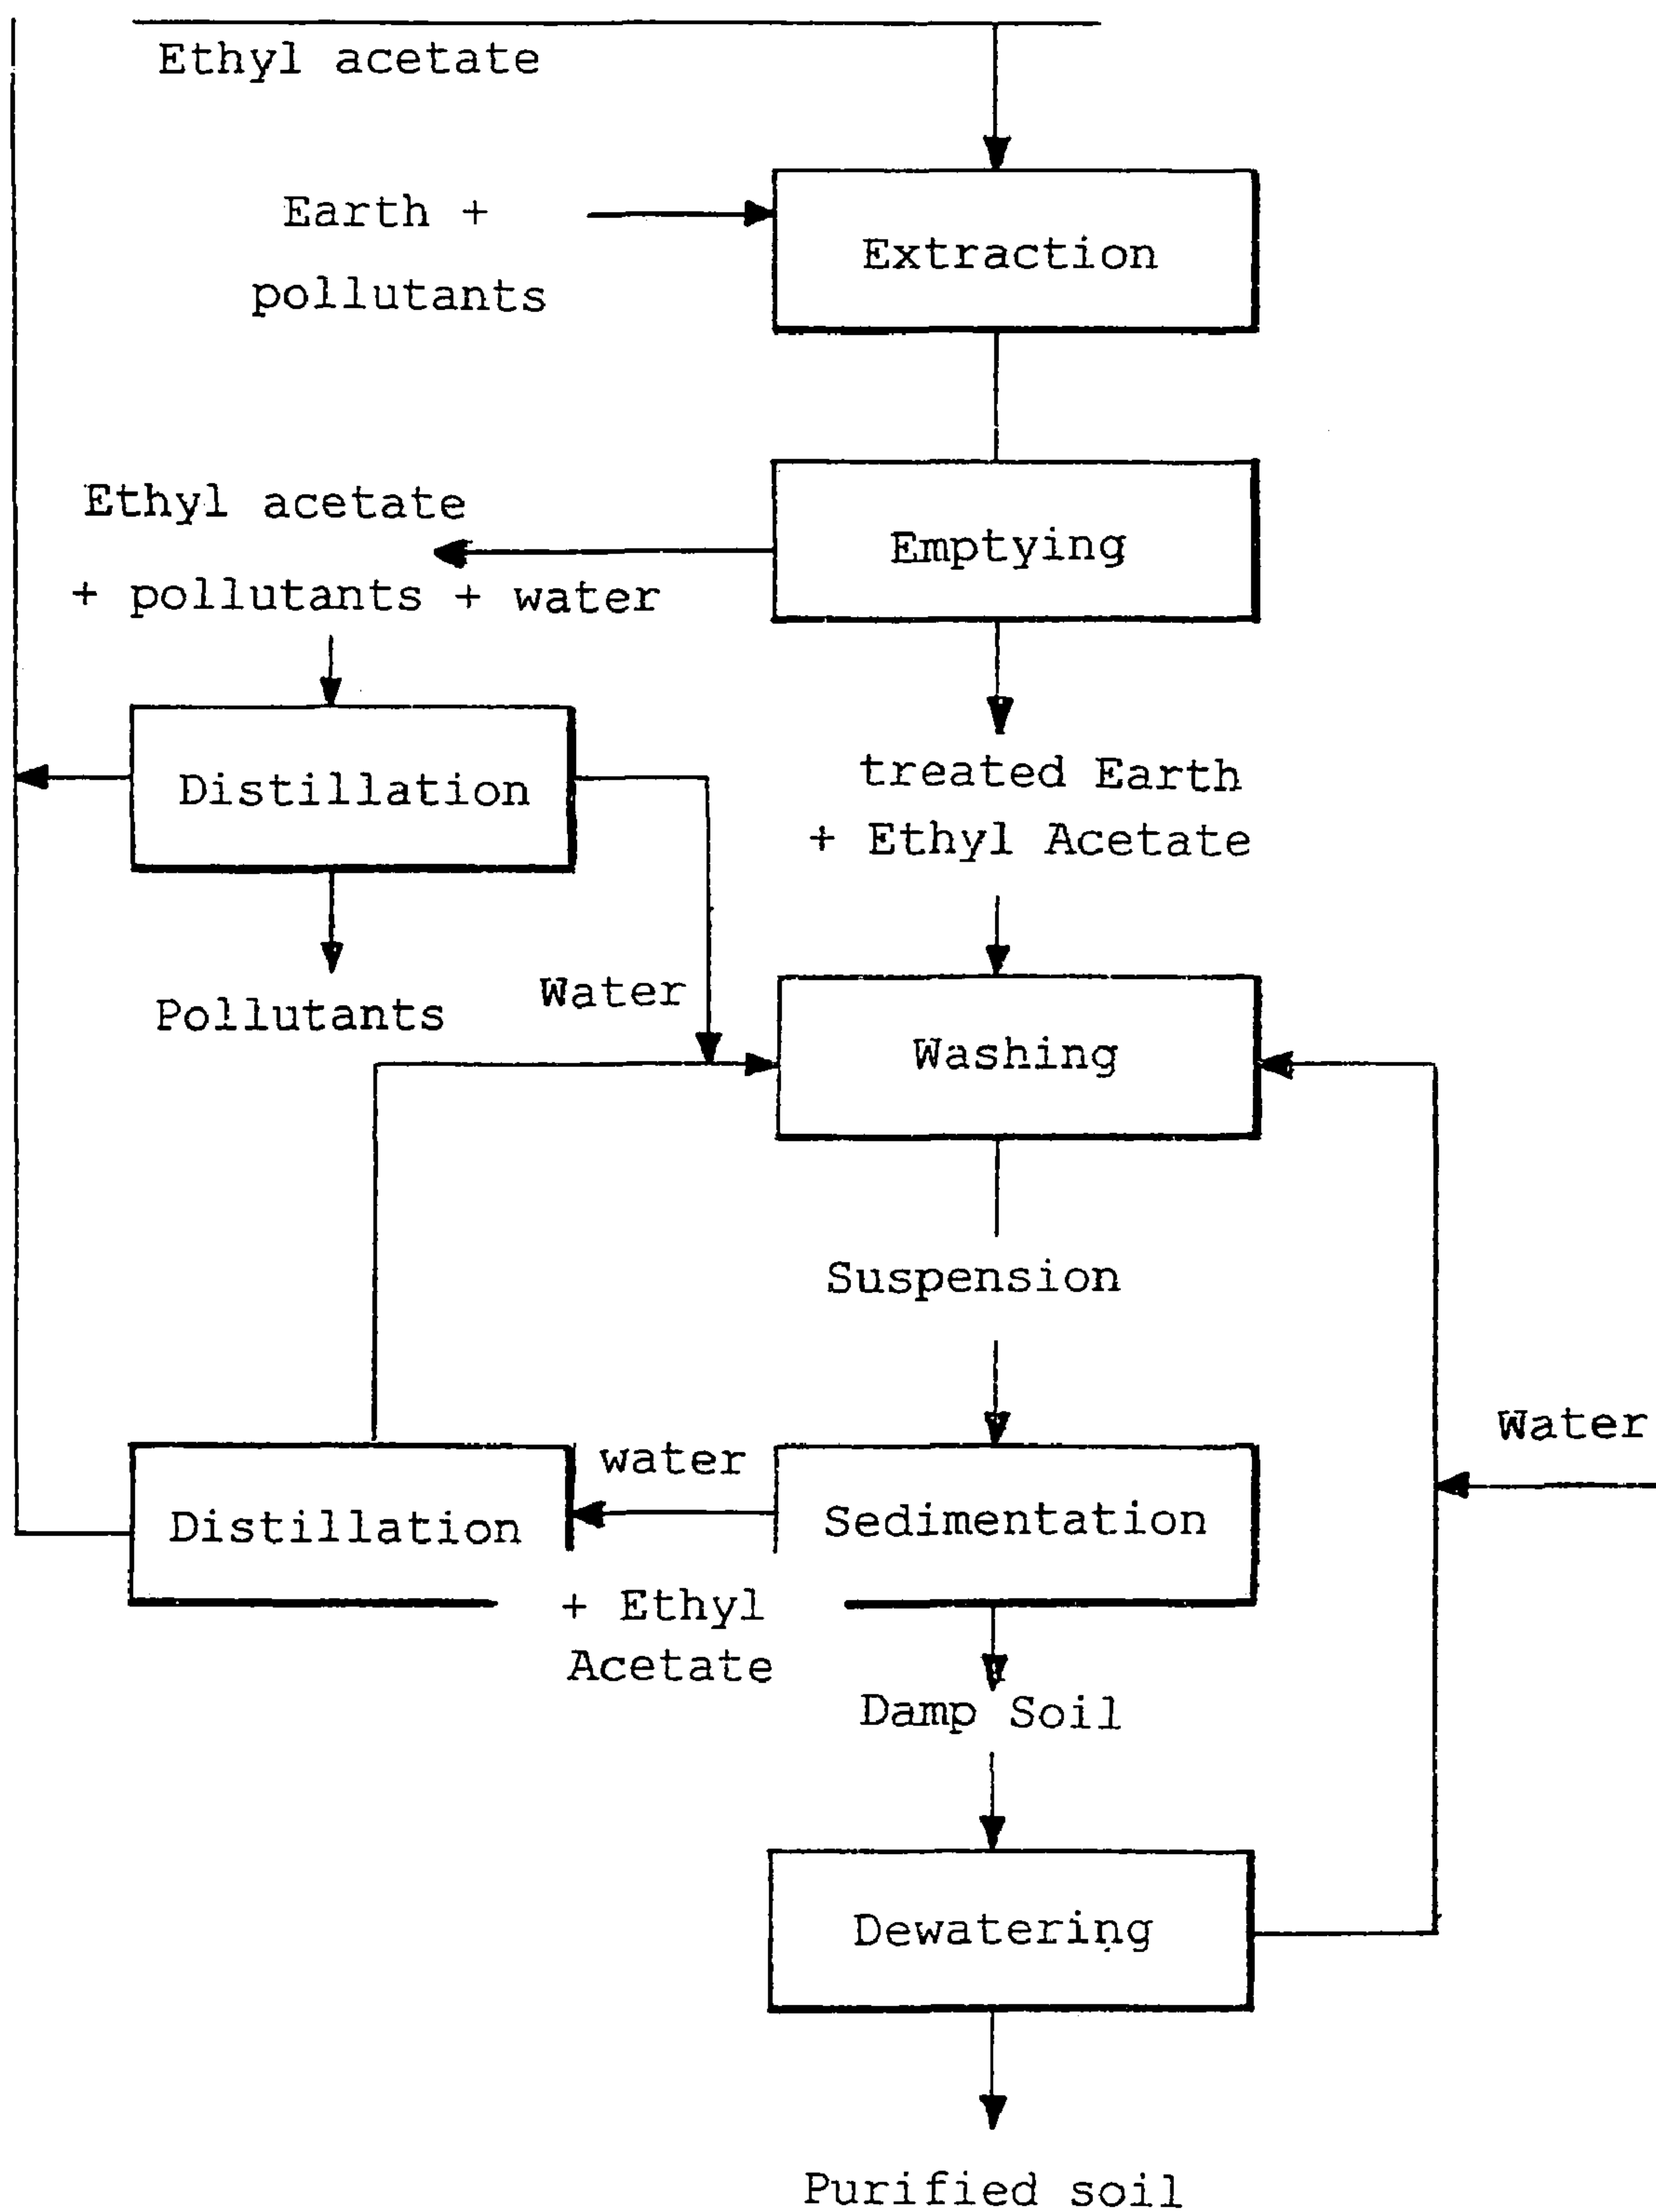 Ethyl acetate
Earth +
pollutants
Extraction
Ethyl acetate
+ pollutants + water
Emptying
Distillation
treated Earth
+ Ethyl Acetate
Pollutants
Water
Washing
Suspension
Water
water
Distillation
Sedimentation
+ Ethyl
Acetate
Damp Soil
Dewatering
Purified soil